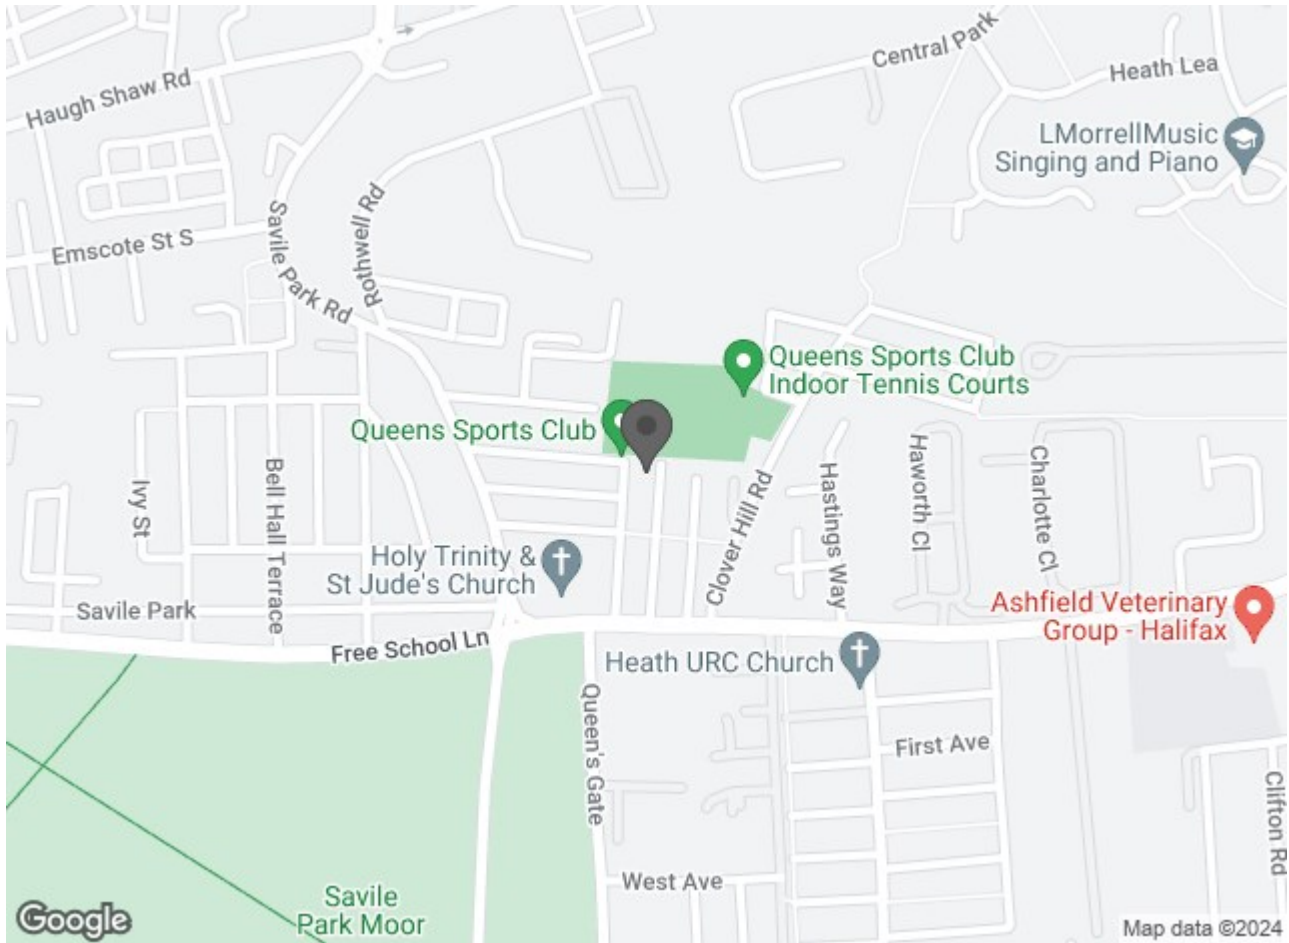 Central Park
Heath Lea
Haugh Shaw Rd
LMorrellMusic
Singing and Piano
Rothwell Rd
Savile Park Rd
Emscote St S
Queens Sports Club
Indoor Tennis Courts
Queens Sports Club
Ivy St
Bell Hall Terrace
Clover Hill Rd
Hastings Way
Haworth Cl
Charlotte Cl
Holy Trinity &
St Jude's Church
Savile Park
Ashfield Veterinary
Group - Halifax
Free School Ln
Heath URC Church
Queen's Gate
First Ave
Clifton Rd
West Ave
Savile
Park Moor
Google
Map data ©2024